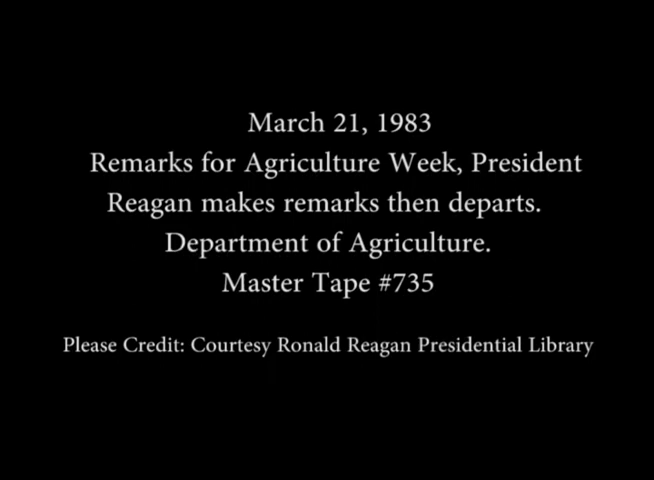 March 21, 1983
Remarks for Agriculture Week, President
Reagan makes remarks then departs.
Department of Agriculture.
Master Tape #735
Please Credit: Courtesy Ronald Reagan Presidential Library